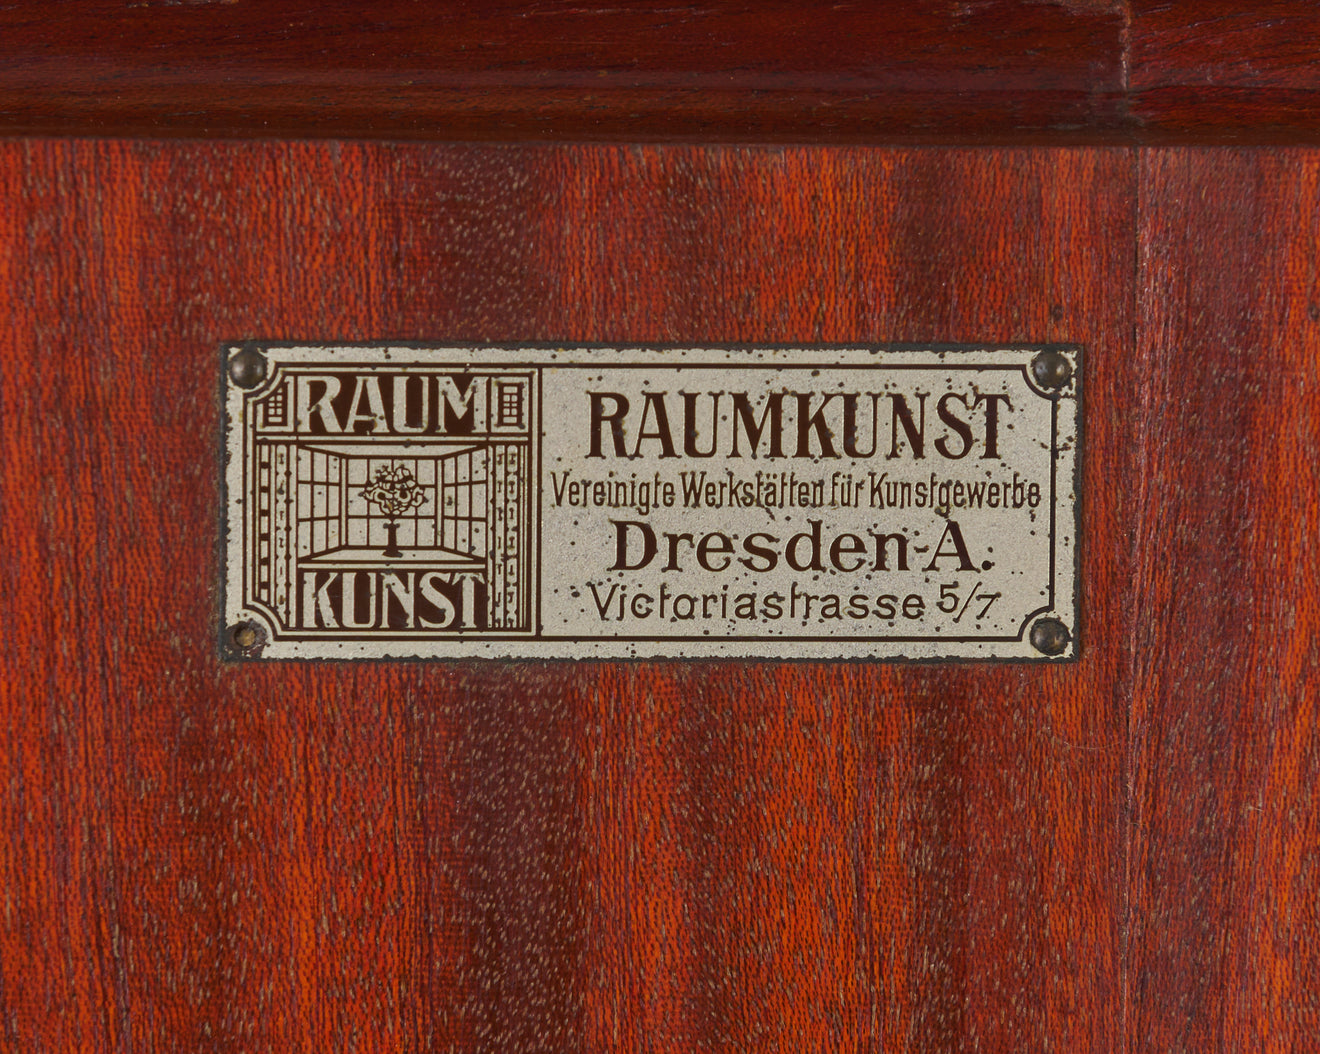 RAUM
KUNST
RAUMKUNST
Vereinigte Werkstätten für Kunstgewerbe
Dresden-A.
Victoriastrasse 5/7